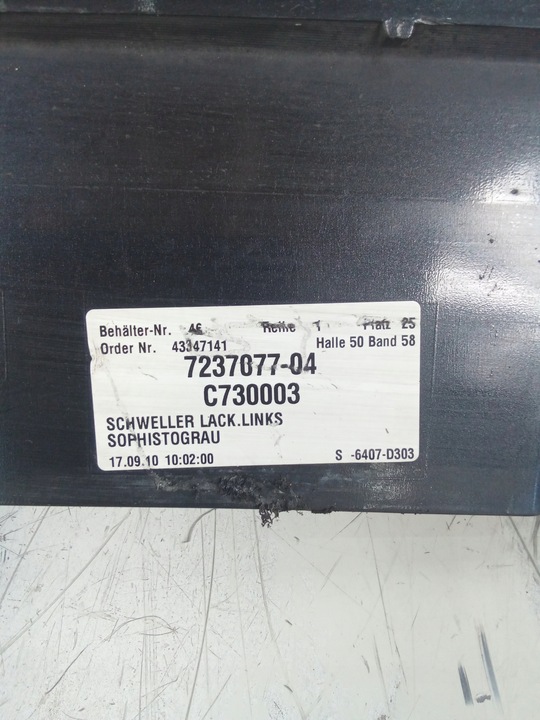 Behälter-Nr. 46 Reihe 1 Platz 25
Order Nr. 43347141 Halle 50 Band 58
7237077-04
C730003
SCHWELLER LACK.LINKS
SOPHISTOGRAU
17.09.10 10:02:00 S -6407-D303